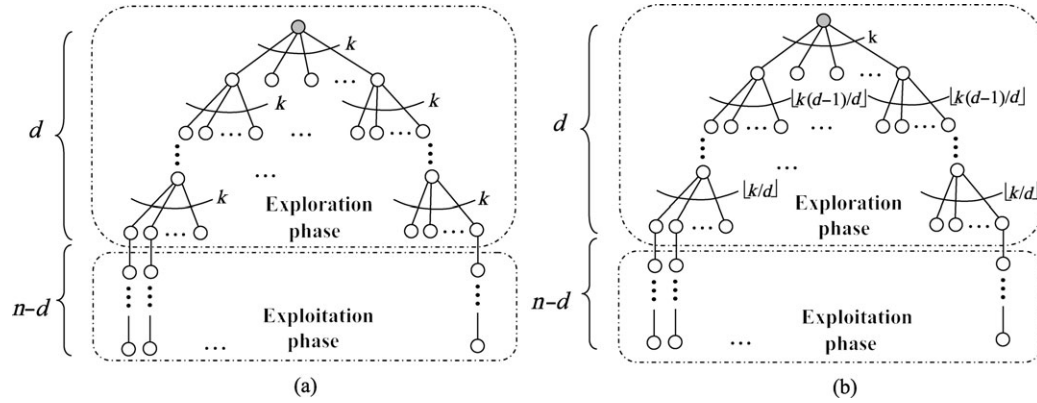 k
k
k
d
... 
k
k
Exploration
phase
n–d
Exploitation
phase
...
(a)
k
⌊k(d–1)/d⌋
⌊k(d–1)/d⌋
d
⌊k/d⌋
⌊k/d⌋
Exploration
phase
n–d
Exploitation
phase
...
(b)